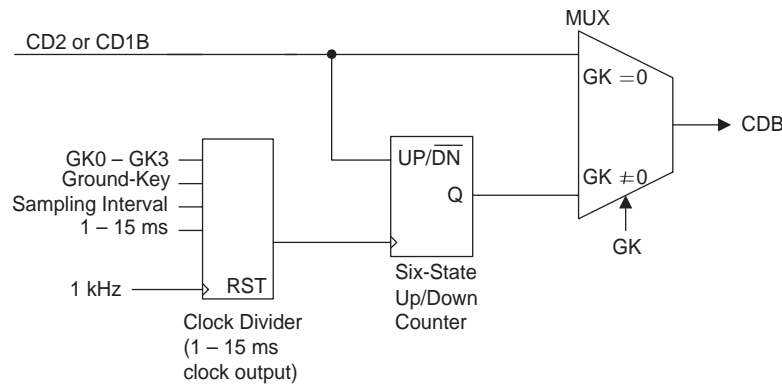 MUX
CD2 or CD1B
GK = 0
CDB
GK0 – GK3
Ground-Key
Sampling Interval
1 – 15 ms
UP/DN
Q
GK ≠ 0
GK
1 kHz
RST
Six-State
Up/Down
Counter
Clock Divider
(1 – 15 ms
clock output)